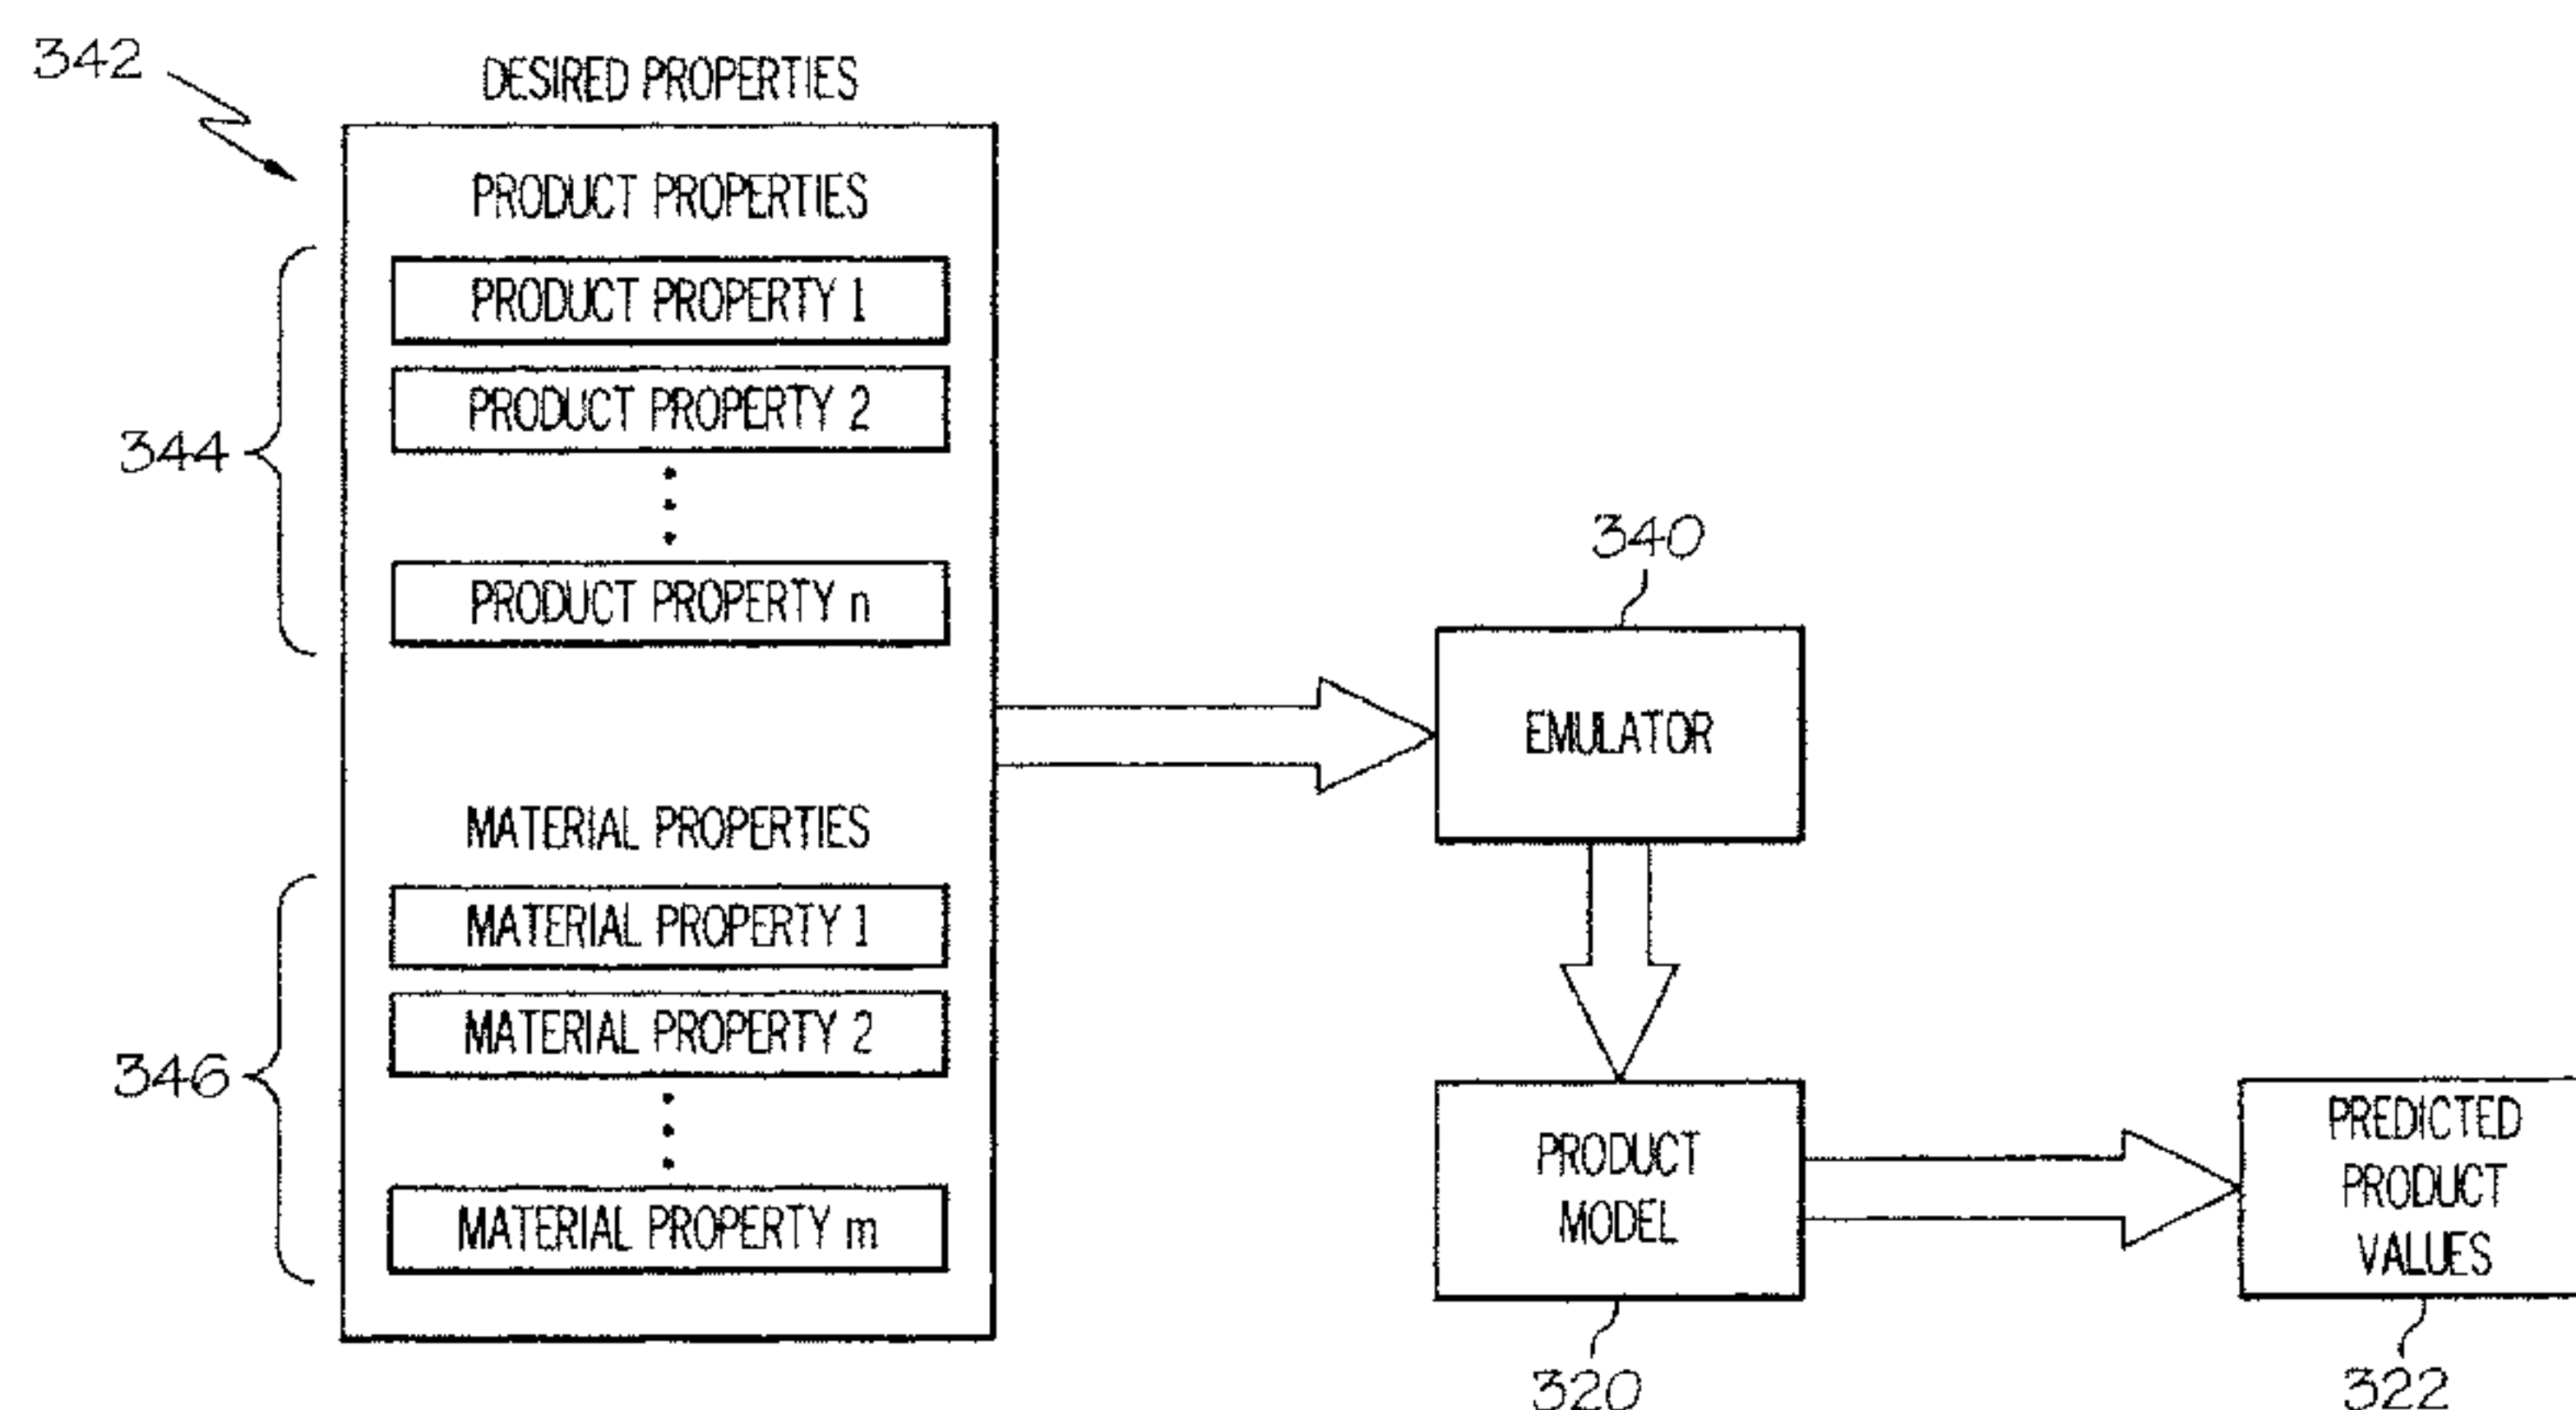 342
DESIRED PROPERTIES
PRODUCT PROPERTIES
PRODUCT PROPERTY 1
PRODUCT PROPERTY 2
344
PRODUCT PROPERTY n
MATERIAL PROPERTIES
MATERIAL PROPERTY 1
MATERIAL PROPERTY 2
346
MATERIAL PROPERTY m
340
EMULATOR
PRODUCT
MODEL
320
PREDICTED
PRODUCT
VALUES
322